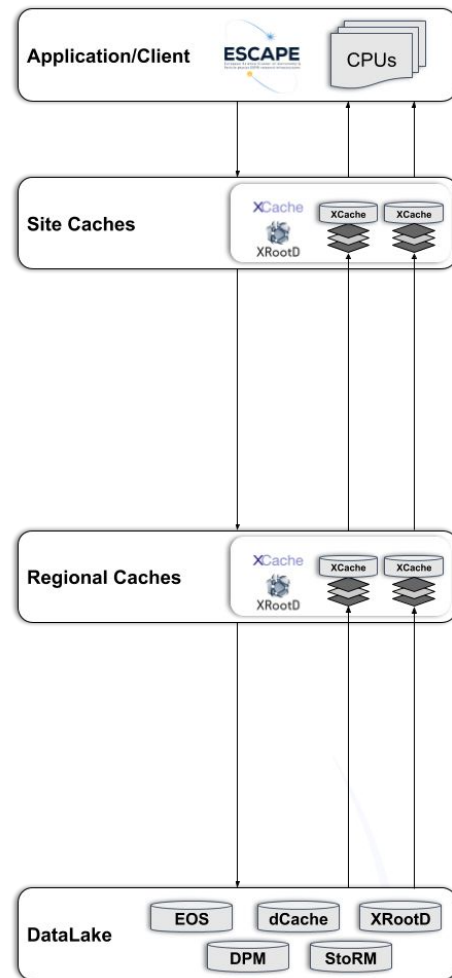 Application/Client
ESCAPE
CPUs
Site Caches
XCache
XRootD
XCache
XCache
Regional Caches
XCache
XRootD
XCache
XCache
DataLake
EOS
dCache
XRootD
DPM
StoRM